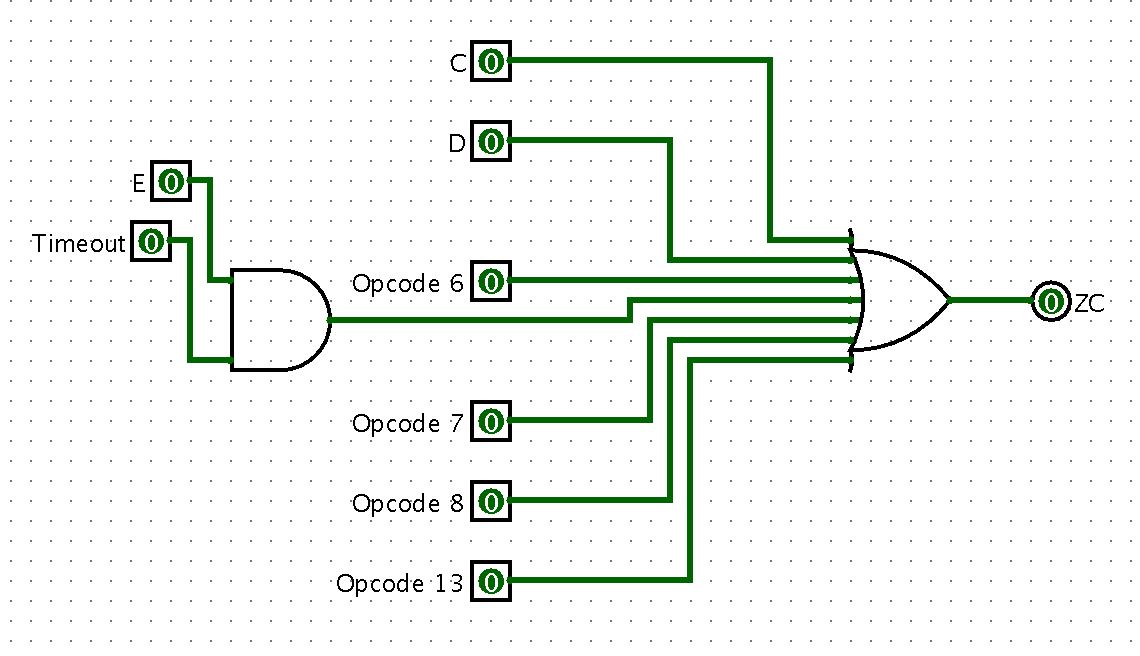 C 0
D 0
E 0
Timeout 0
Opcode 6 0
0 ZC
Opcode 7 0
Opcode 8 0
Opcode 13 0